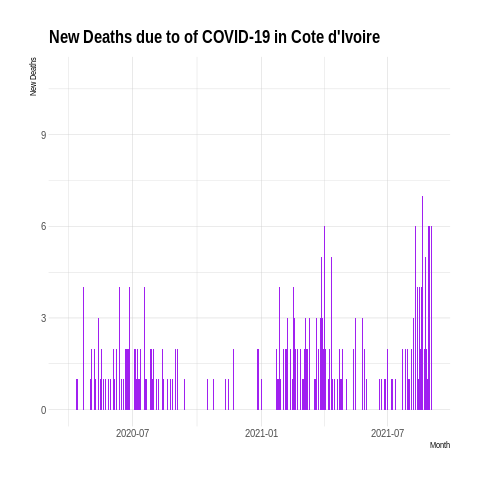 New Deaths due to of COVID-19 in Cote d'Ivoire
New Deaths
9
6
3
0
2020-07 2021-01 2021-07
Month